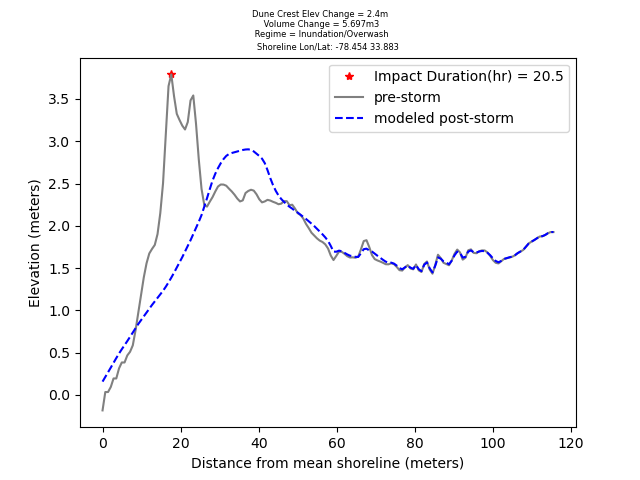 Dune Crest Elev Change = 2.4m
Volume Change = 5.697m3
Regime = Inundation/Overwash
Shoreline Lon/Lat: -78.454 33.883
Impact Duration(hr) = 20.5
pre-storm
modeled post-storm
Elevation (meters)
3.5
3.0
2.5
2.0
1.5
1.0
0.5
0.0
0 20 40 60 80 100 120
Distance from mean shoreline (meters)